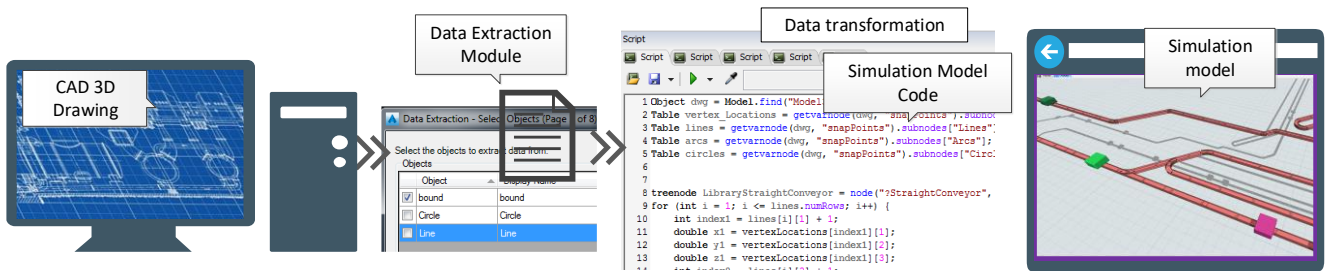 CAD 3D
Drawing
Data Extraction
Module
Data Extraction - Select Objects (Page of 8)
Select the objects to extract data from:
Objects
Object
Display Name
bound
bound
Circle
Circle
Line
Line
Data transformation
Script
Script Script Script Script
Simulation Model
Code
1 Object dwg = Model.find("Model
2 Table vertex_Locations = getvarnode(dwg, "snapPoints").subnod
3 Table lines = getvarnode(dwg, "snapPoints").subnodes["Lines"]
4 Table arcs = getvarnode(dwg, "snapPoints").subnodes["Arcs"];
5 Table circles = getvarnode(dwg, "snapPoints").subnodes["Circl
6
7
8 treenode LibraryStraightConveyor = node("?StraightConveyor",
9 for (int i = 1; i <= lines.numRows; i++) {
10 int index1 = lines[i][1] + 1;
11 double x1 = vertexLocations[index1][1];
12 double y1 = vertexLocations[index1][2];
13 double z1 = vertexLocations[index1][3];
Simulation
model